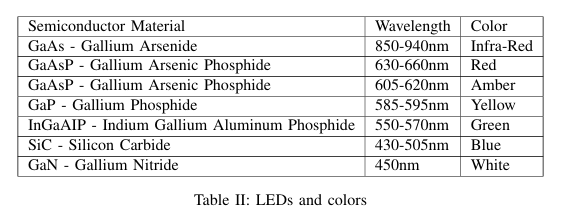 Semiconductor Material Wavelength Color
GaAs - Gallium Arsenide 850-940nm Infra-Red
GaAsP - Gallium Arsenic Phosphide 630-660nm Red
GaAsP - Gallium Arsenic Phosphide 605-620nm Amber
GaP - Gallium Phosphide 585-595nm Yellow
InGaAIP - Indium Gallium Aluminum Phosphide 550-570nm Green
SiC - Silicon Carbide 430-505nm Blue
GaN - Gallium Nitride 450nm White
Table II: LEDs and colors